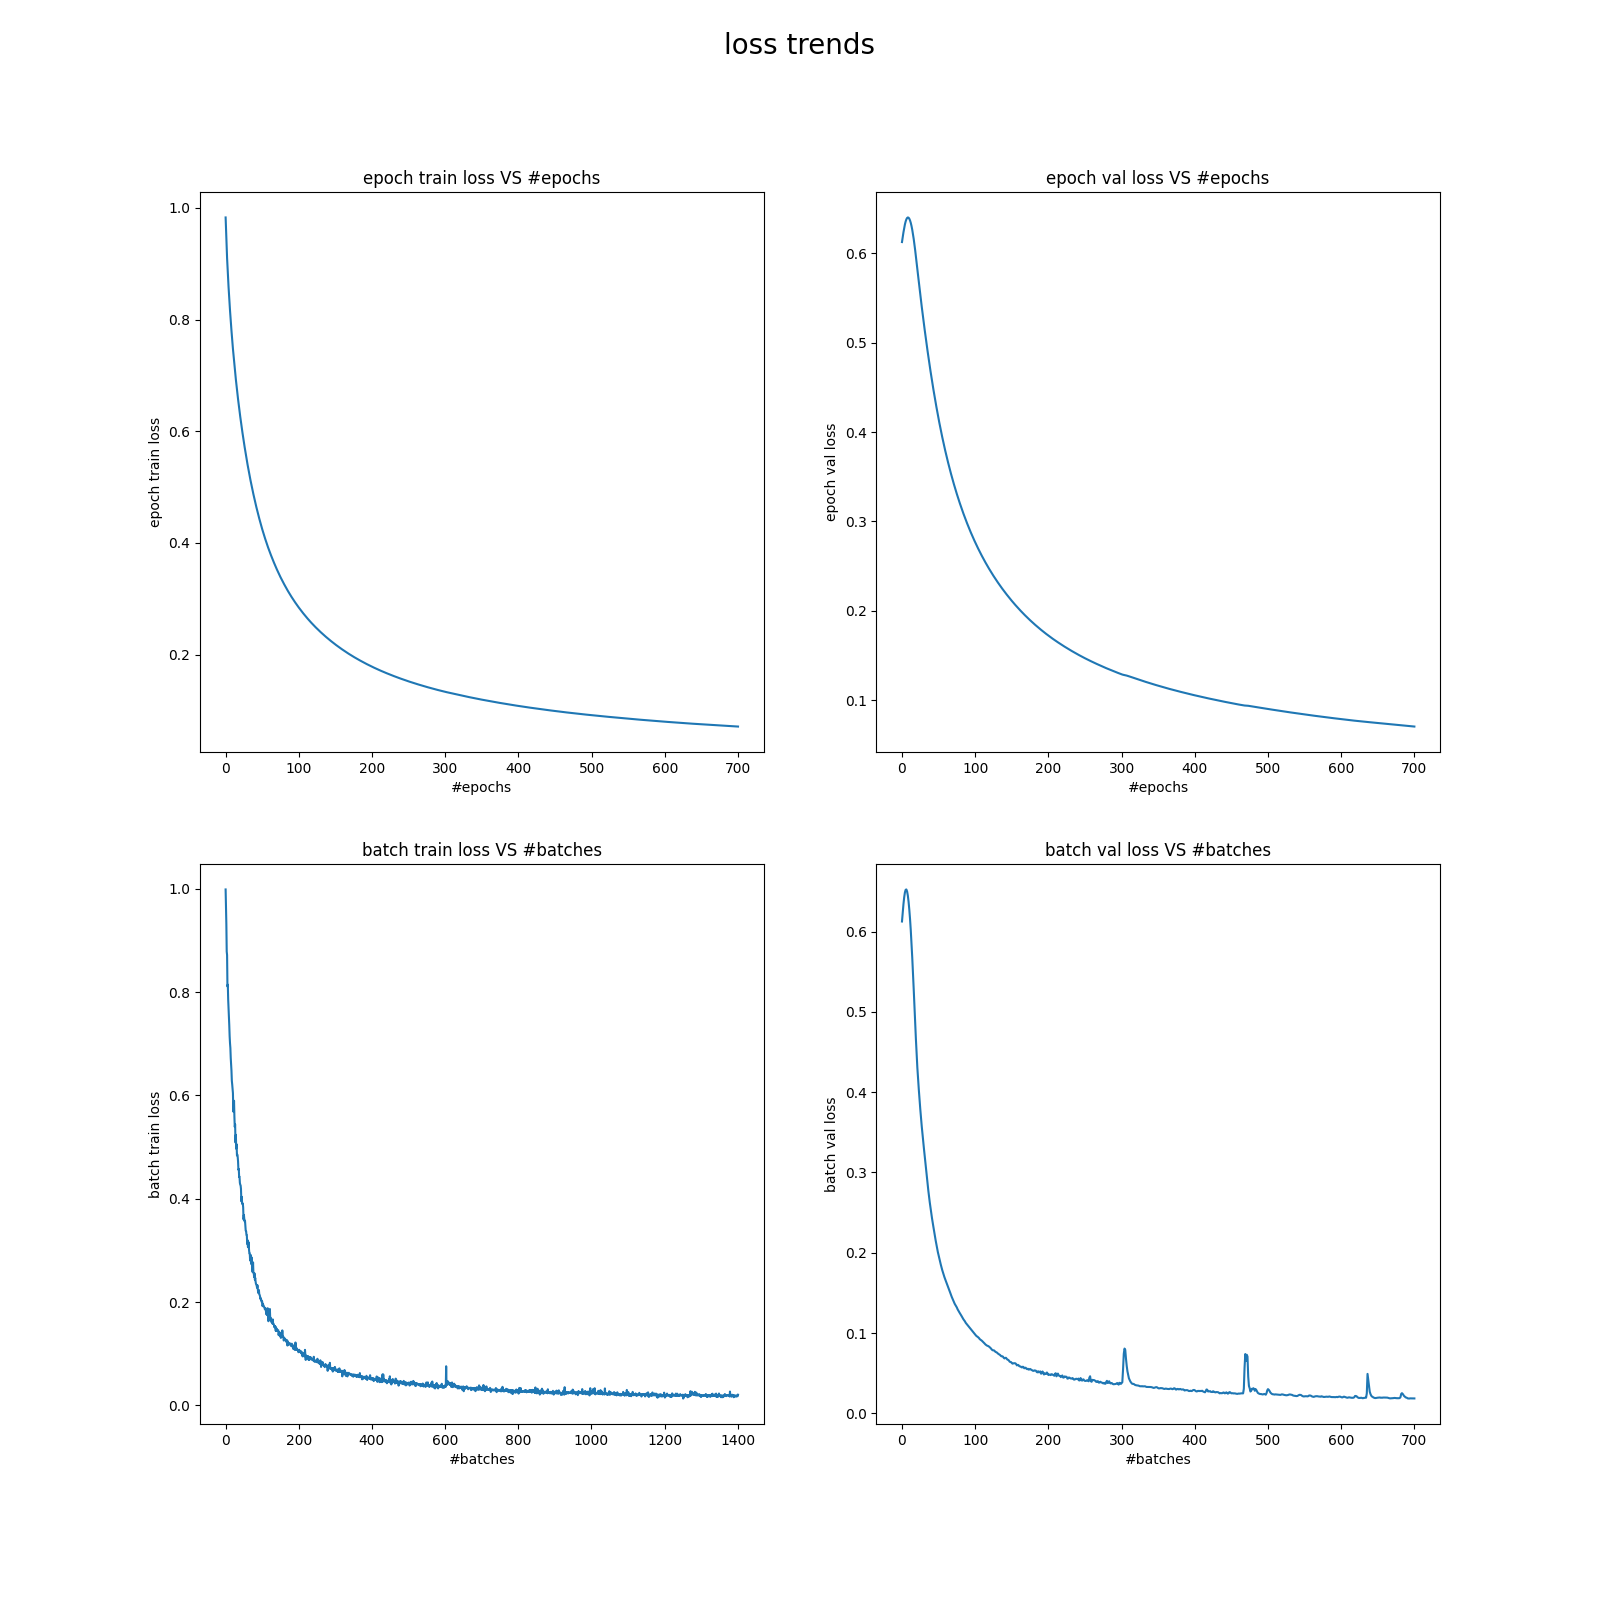 loss trends
epoch train loss VS #epochs
epoch train loss
1.0
0.8
0.6
0.4
0.2
0 100 200 300 400 500 600 700
#epochs
epoch val loss VS #epochs
epoch val loss
0.6
0.5
0.4
0.3
0.2
0.1
0 100 200 300 400 500 600 700
#epochs
batch train loss VS #batches
batch train loss
1.0
0.8
0.6
0.4
0.2
0.0
0 200 400 600 800 1000 1200 1400
#batches
batch val loss VS #batches
batch val loss
0.6
0.5
0.4
0.3
0.2
0.1
0.0
0 100 200 300 400 500 600 700
#batches